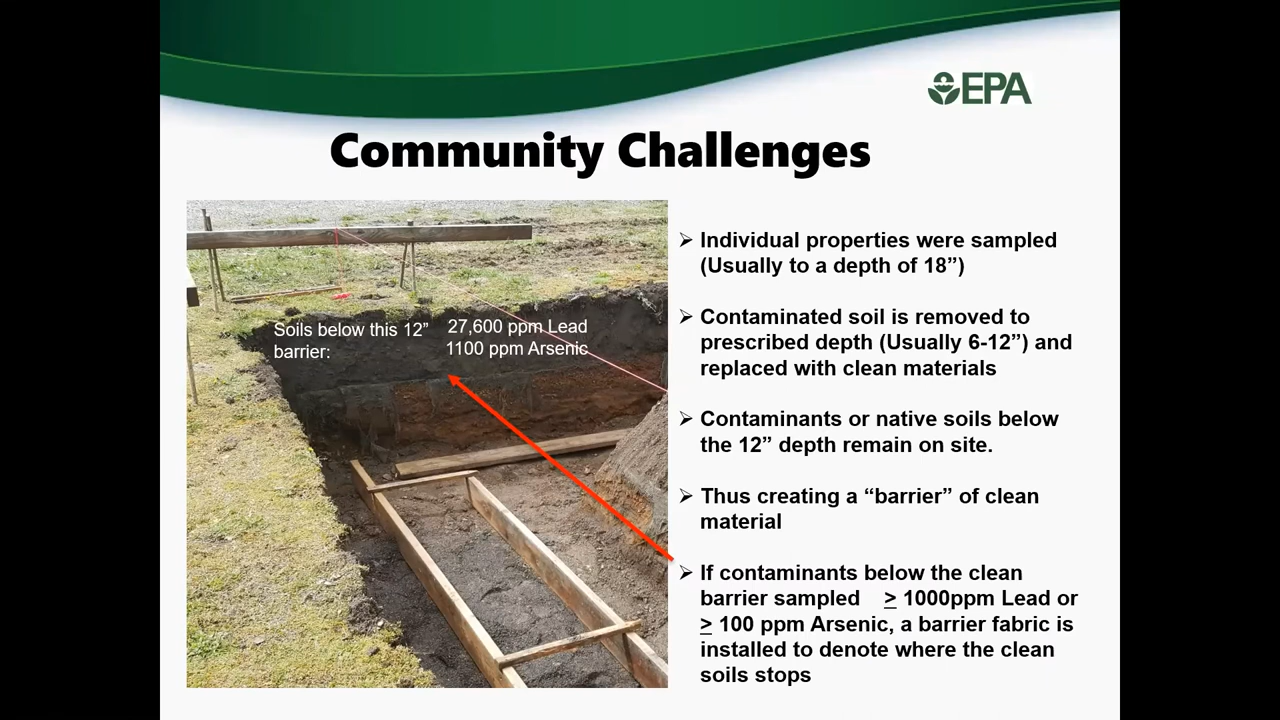 EPA
Community Challenges
Soils below this 12”
barrier:
27,600 ppm Lead
1100 ppm Arsenic
➢ Individual properties were sampled
(Usually to a depth of 18”)
➢ Contaminated soil is removed to
prescribed depth (Usually 6-12”) and
replaced with clean materials
➢ Contaminants or native soils below
the 12” depth remain on site.
➢ Thus creating a “barrier” of clean
material
➢ If contaminants below the clean
barrier sampled ≥ 1000ppm Lead or
≥ 100 ppm Arsenic, a barrier fabric is
installed to denote where the clean
soils stops